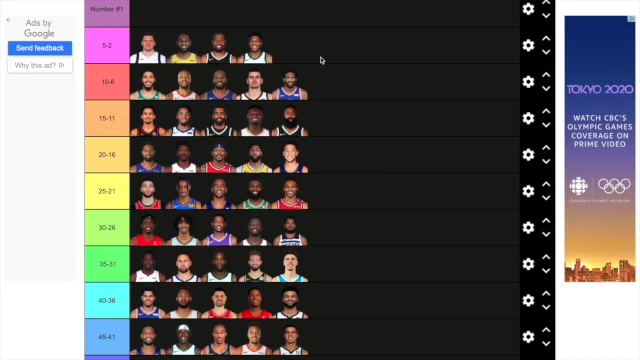 Ads by
Google
Send feedback
Why this ad?
Number #1
5-2
10-6
15-11
20-16
25-21
30-26
35-31
40-36
45-41
TOKYO 2020
WATCH CBC'S
OLYMPIC GAMES
COVERAGE ON
PRIME VIDEO